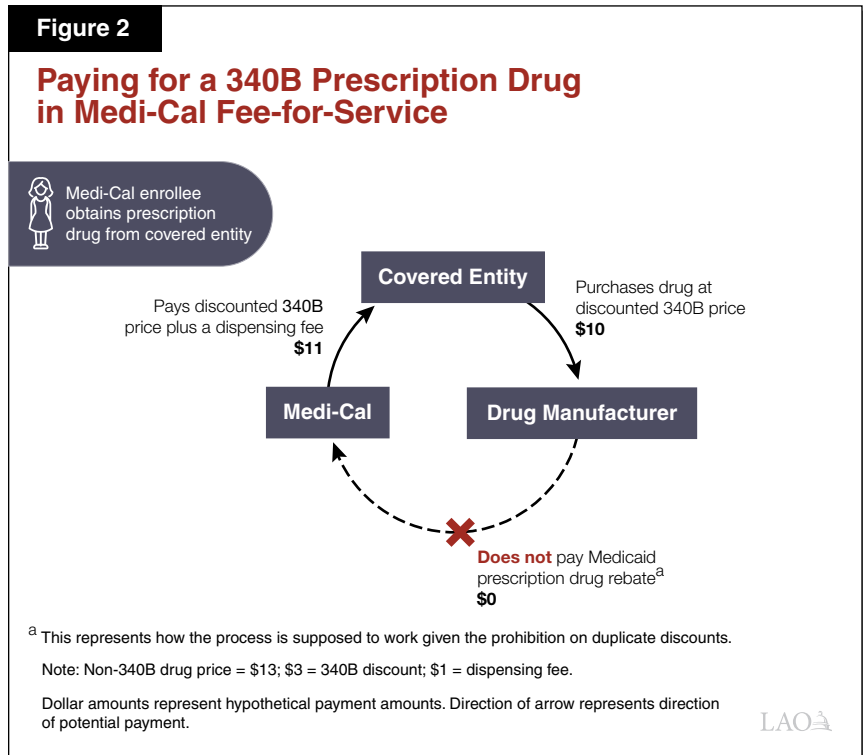 Figure 2
Paying for a 340B Prescription Drug
in Medi-Cal Fee-for-Service
Medi-Cal enrollee
obtains prescription
drug from covered entity
Covered Entity
Pays discounted 340B
price plus a dispensing fee
$11
Purchases drug at
discounted 340B price
$10
Medi-Cal
Drug Manufacturer
Does not pay Medicaid
prescription drug rebateᵃ
$0
ᵃ This represents how the process is supposed to work given the prohibition on duplicate discounts.
Note: Non-340B drug price = $13; $3 = 340B discount; $1 = dispensing fee.
Dollar amounts represent hypothetical payment amounts. Direction of arrow represents direction
of potential payment.
LAO